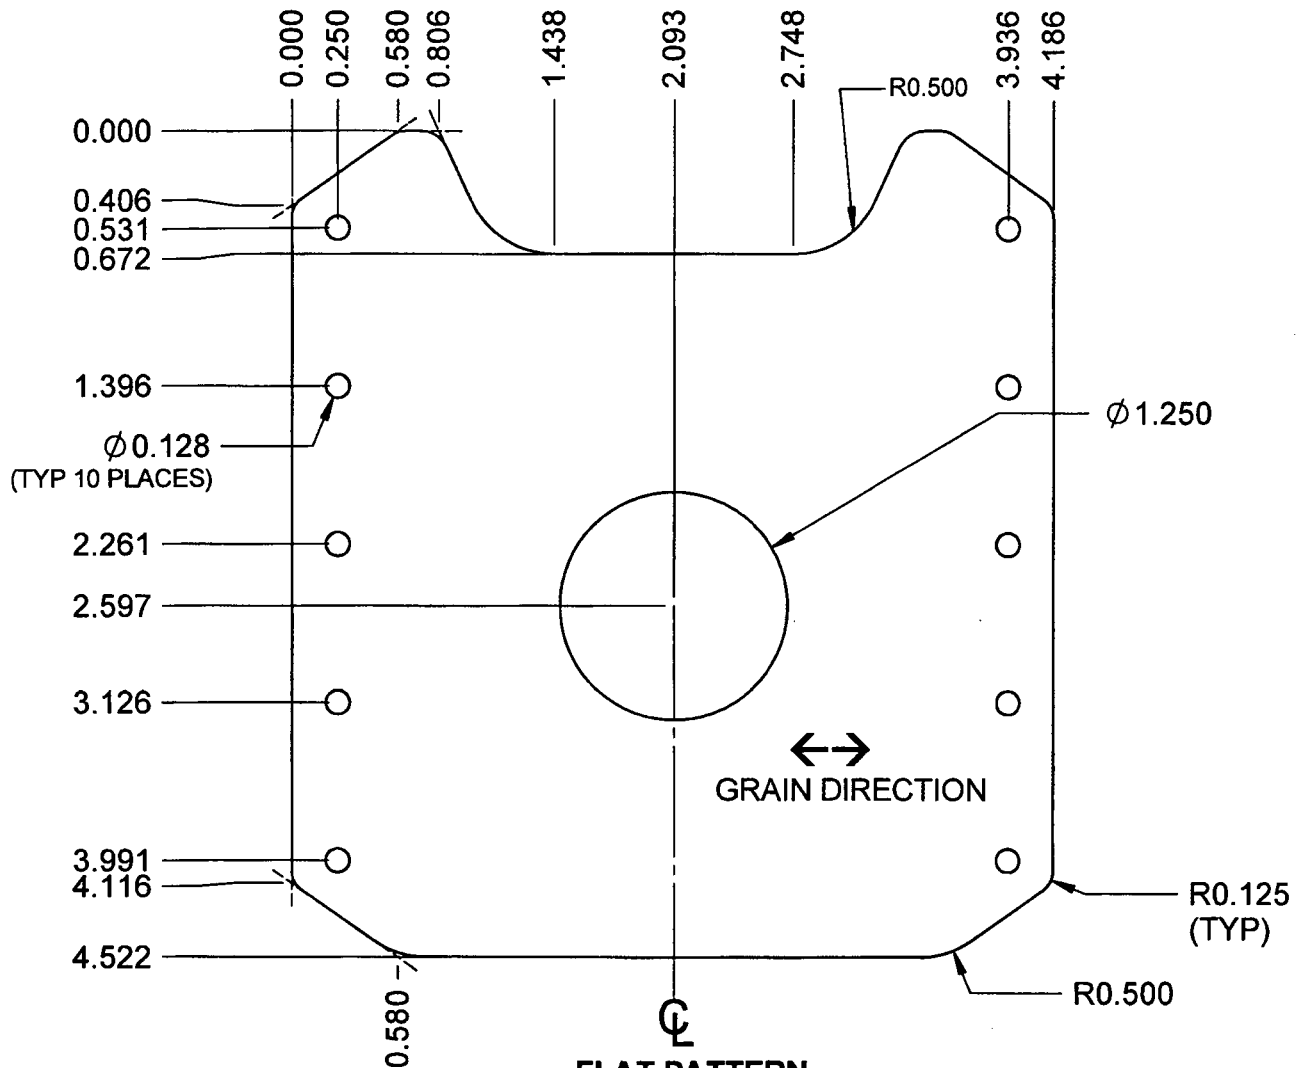 0.000
0.250
0.580
0.806
1.438
2.093
2.748
3.936
4.186
R0.500
0.000
0.406
0.531
0.672
1.396
Ø0.128
(TYP 10 PLACES)
Ø1.250
2.261
2.597
3.126
GRAIN DIRECTION
3.991
4.116
R0.125
(TYP)
4.522
R0.500
0.580
CL
FLAT PATTERN